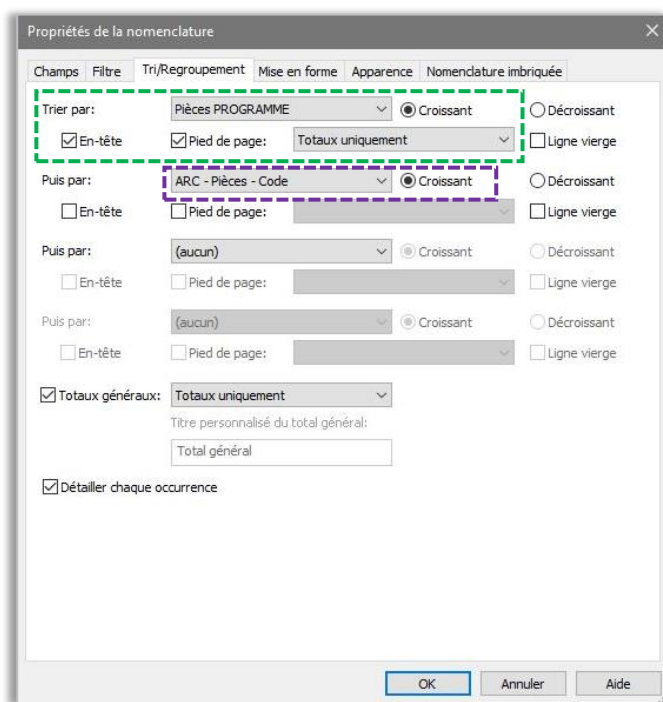 Propriétés de la nomenclature
Champs Filtre Tri/Regroupement Mise en forme Apparence Nomenclature imbriquée
Trier par: Pièces PROGRAMME Croissant Décroissant
En-tête Pied de page: Totaux uniquement Ligne vierge
Puis par: ARC - Pièces - Code Croissant Décroissant
En-tête Pied de page: Ligne vierge
Puis par: (aucun) Croissant Décroissant
En-tête Pied de page: Ligne vierge
Puis par: (aucun) Croissant Décroissant
En-tête Pied de page: Ligne vierge
Totaux généraux: Totaux uniquement
Titre personnalisé du total général:
Total général
Détailler chaque occurrence
OK Annuler Aide